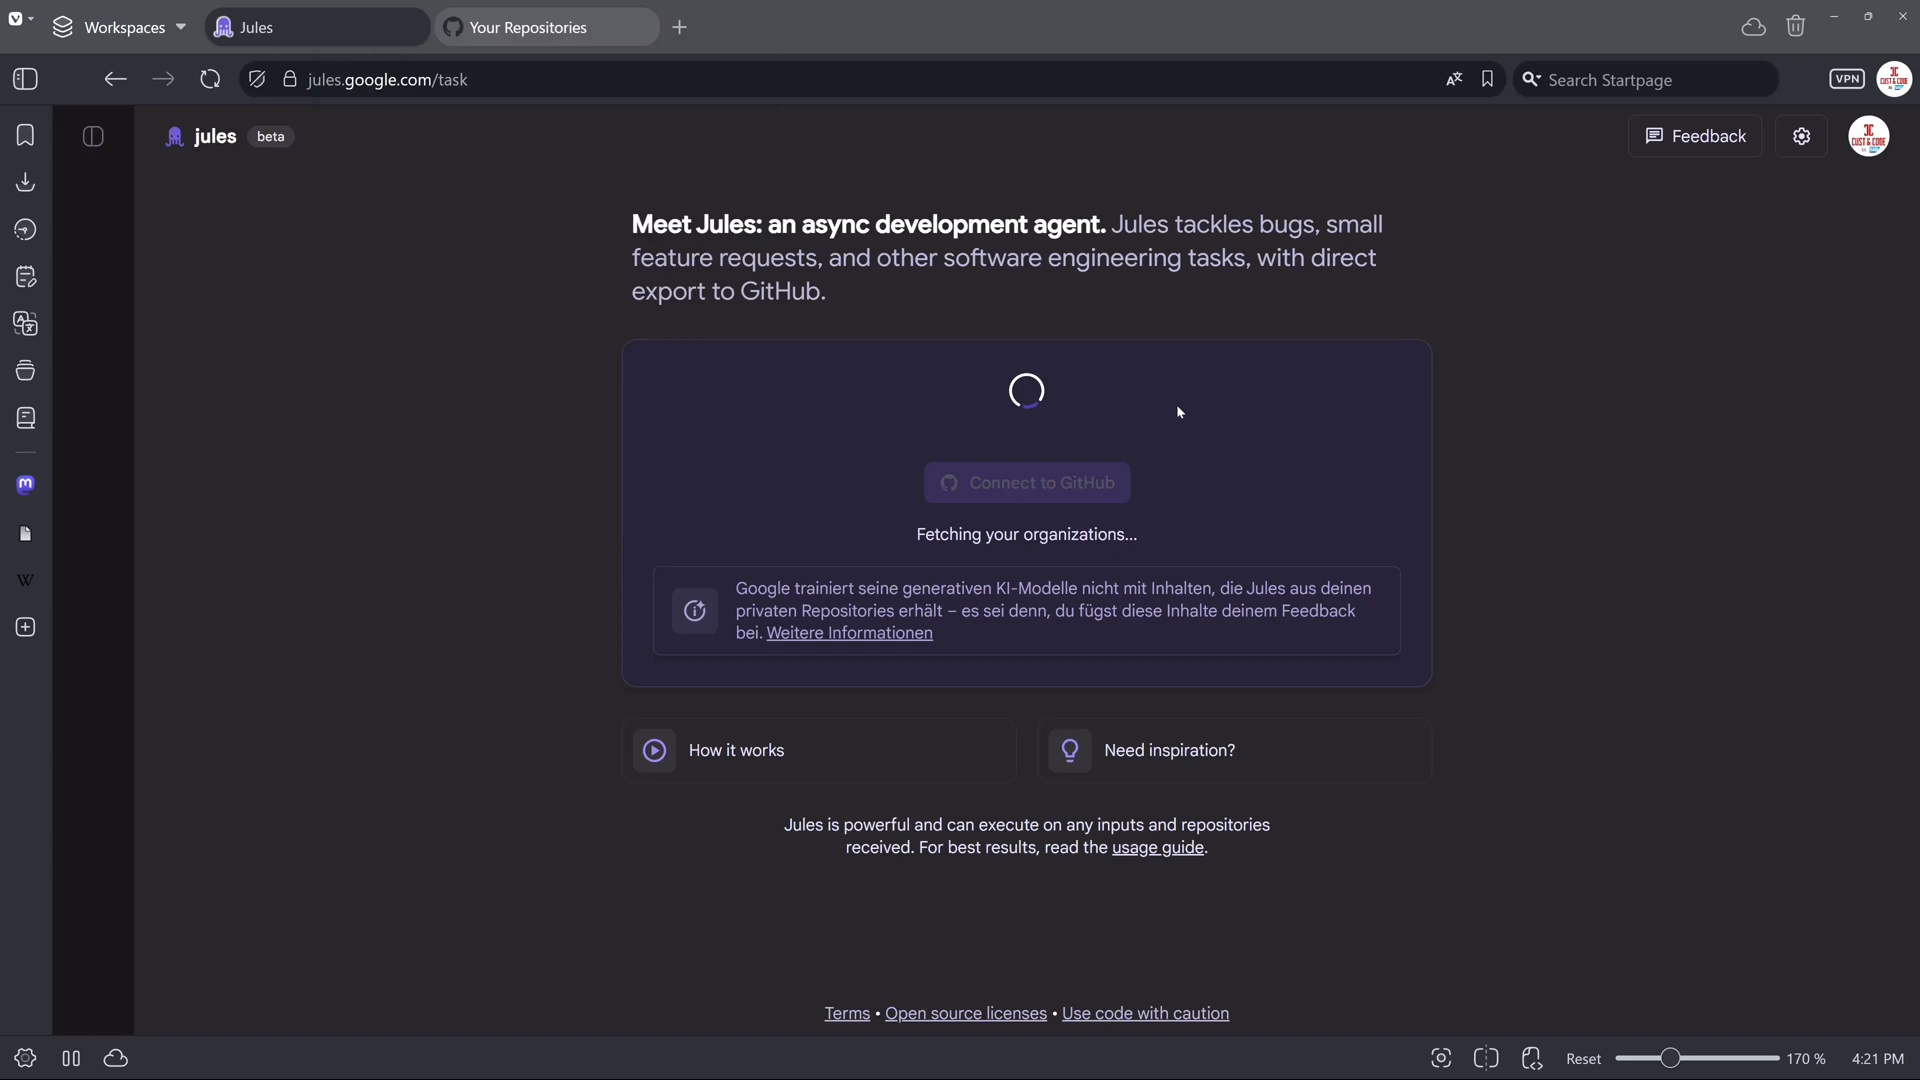 Workspaces
Jules
Your Repositories
jules.google.com/task
Search Startpage
VPN
CUST & CODE
jules
beta
Feedback
CUST & CODE
Meet Jules: an async development agent. Jules tackles bugs, small
feature requests, and other software engineering tasks, with direct
export to GitHub.
Connect to GitHub
Fetching your organizations...
Google trainiert seine generativen KI-Modelle nicht mit Inhalten, die Jules aus deinen
privaten Repositories erhält – es sei denn, du fügst diese Inhalte deinem Feedback
bei. Weitere Informationen
How it works
Need inspiration?
Jules is powerful and can execute on any inputs and repositories
received. For best results, read the usage guide.
Terms • Open source licenses • Use code with caution
W
Reset
170 %
4:21 PM